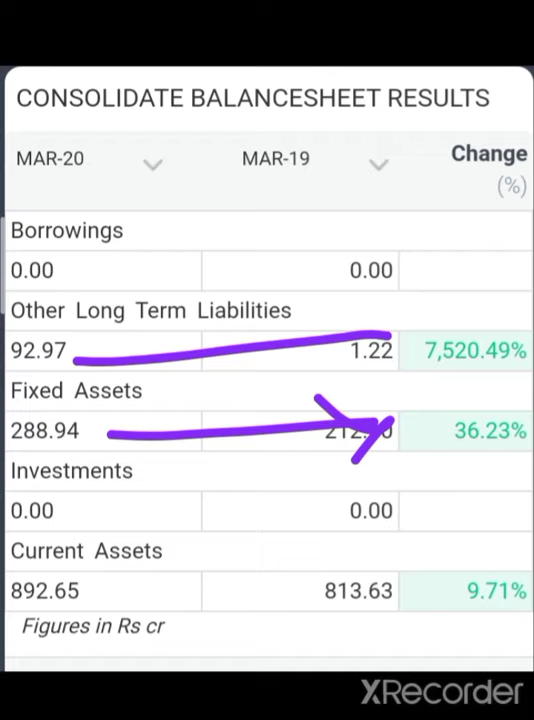 CONSOLIDATE BALANCESHEET RESULTS
MAR-20 MAR-19 Change
(%)
Borrowings
0.00 0.00
Other Long Term Liabilities
92.97 1.22 7,520.49%
Fixed Assets
288.94 36.23%
Investments
0.00 0.00
Current Assets
892.65 813.63 9.71%
Figures in Rs cr
XRecorder